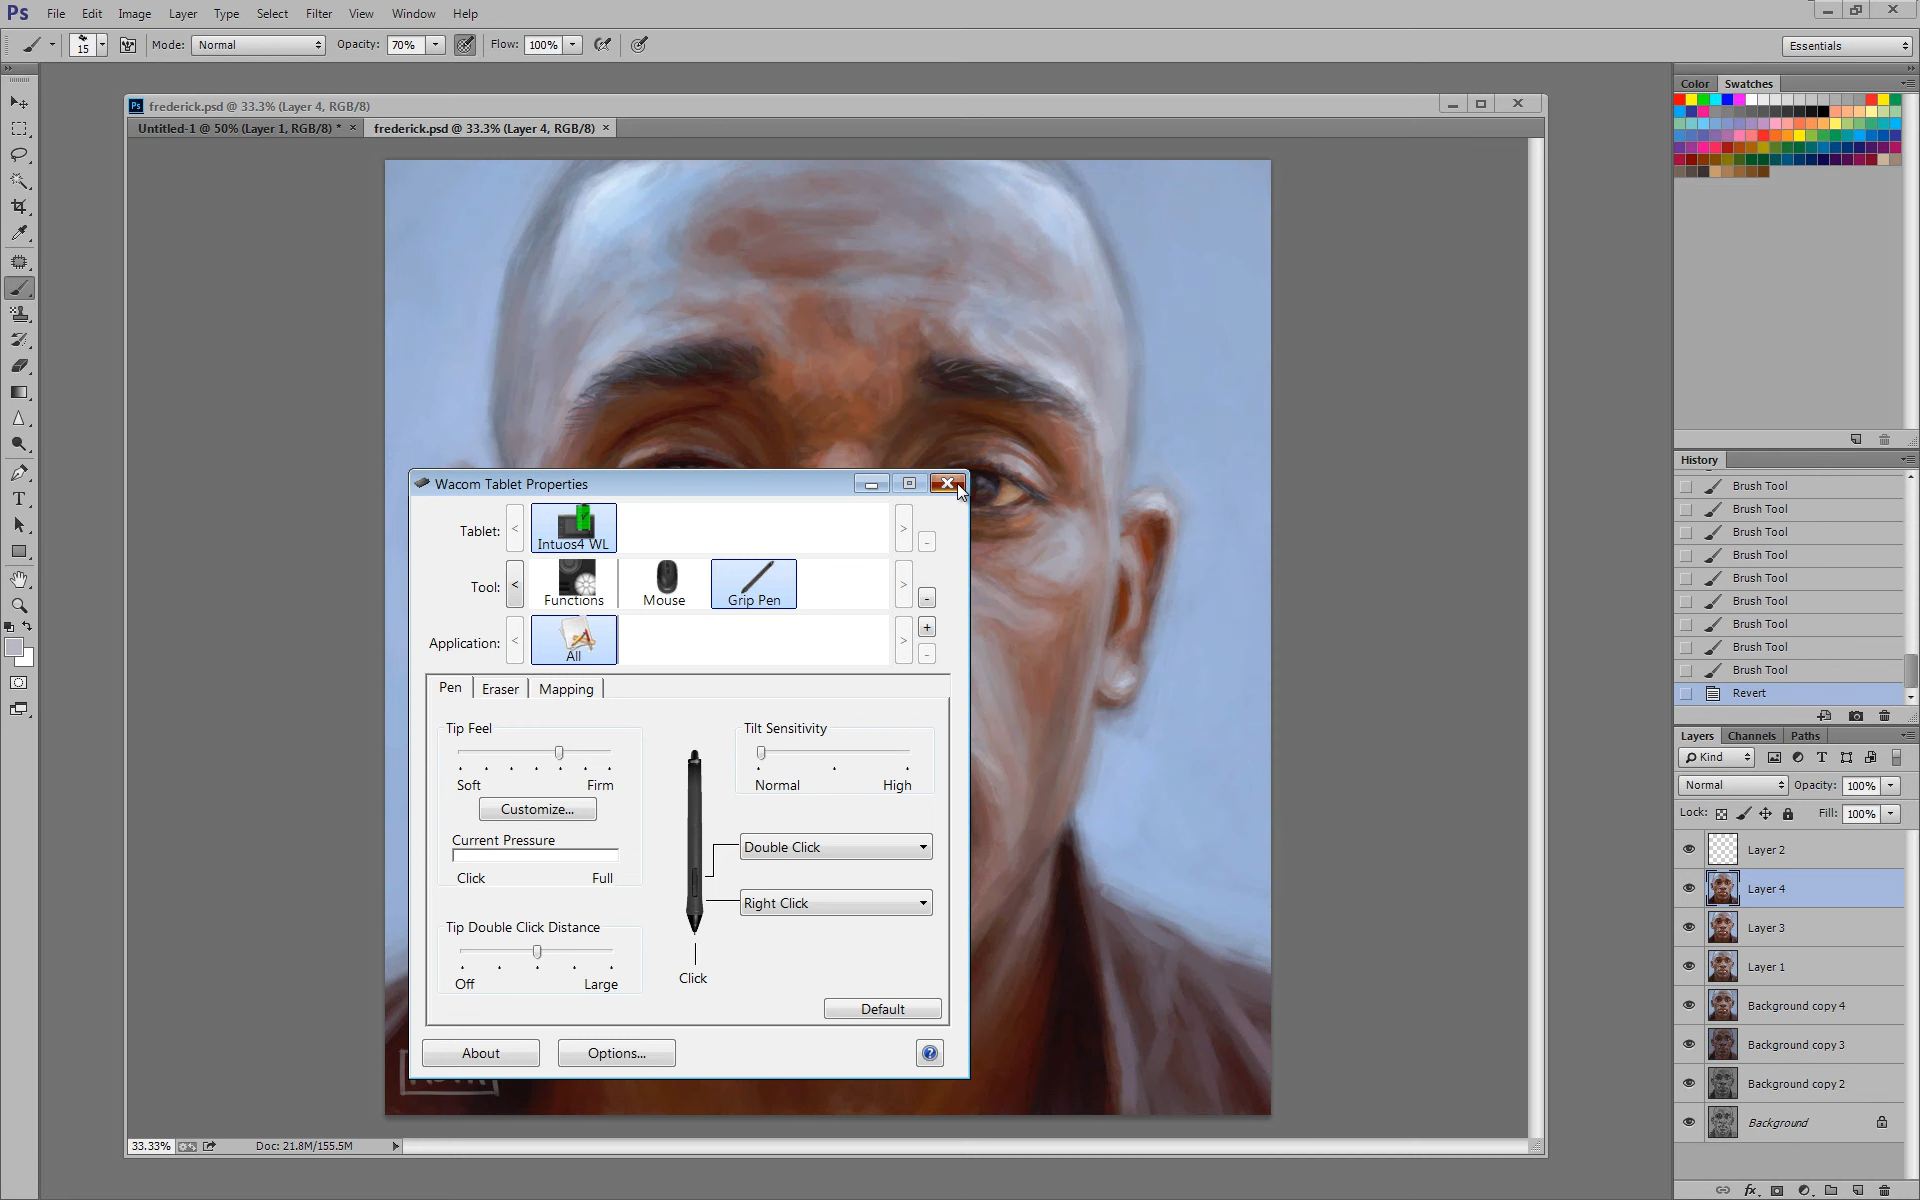 Ps File Edit Image Layer Type Select Filter View Window Help
15 Mode: Normal Opacity: 70% Flow: 100% Essentials
Ps frederick.psd @ 33.3% (Layer 4, RGB/8)
Untitled-1 @ 50% (Layer 1, RGB/8) * × frederick.psd @ 33.3% (Layer 4, RGB/8) ×
Wacom Tablet Properties
Tablet: < Intuos4 WL > -
Tool: < Functions Mouse Grip Pen > -
Application: < All > + -
Pen Eraser Mapping
Tip Feel
Soft Firm
Customize...
Current Pressure
Click Full
Tip Double Click Distance
Off Large
Tilt Sensitivity
Normal High
Double Click
Right Click
Click
Default
About Options... ?
33.33% Doc: 21.8M/155.5M
Color Swatches
History
Brush Tool
Brush Tool
Brush Tool
Brush Tool
Brush Tool
Brush Tool
Brush Tool
Brush Tool
Brush Tool
Revert
Layers Channels Paths
Kind T
Normal Opacity: 100%
Lock: Fill: 100%
Layer 2
Layer 4
Layer 3
Layer 1
Background copy 4
Background copy 3
Background copy 2
Background
fx